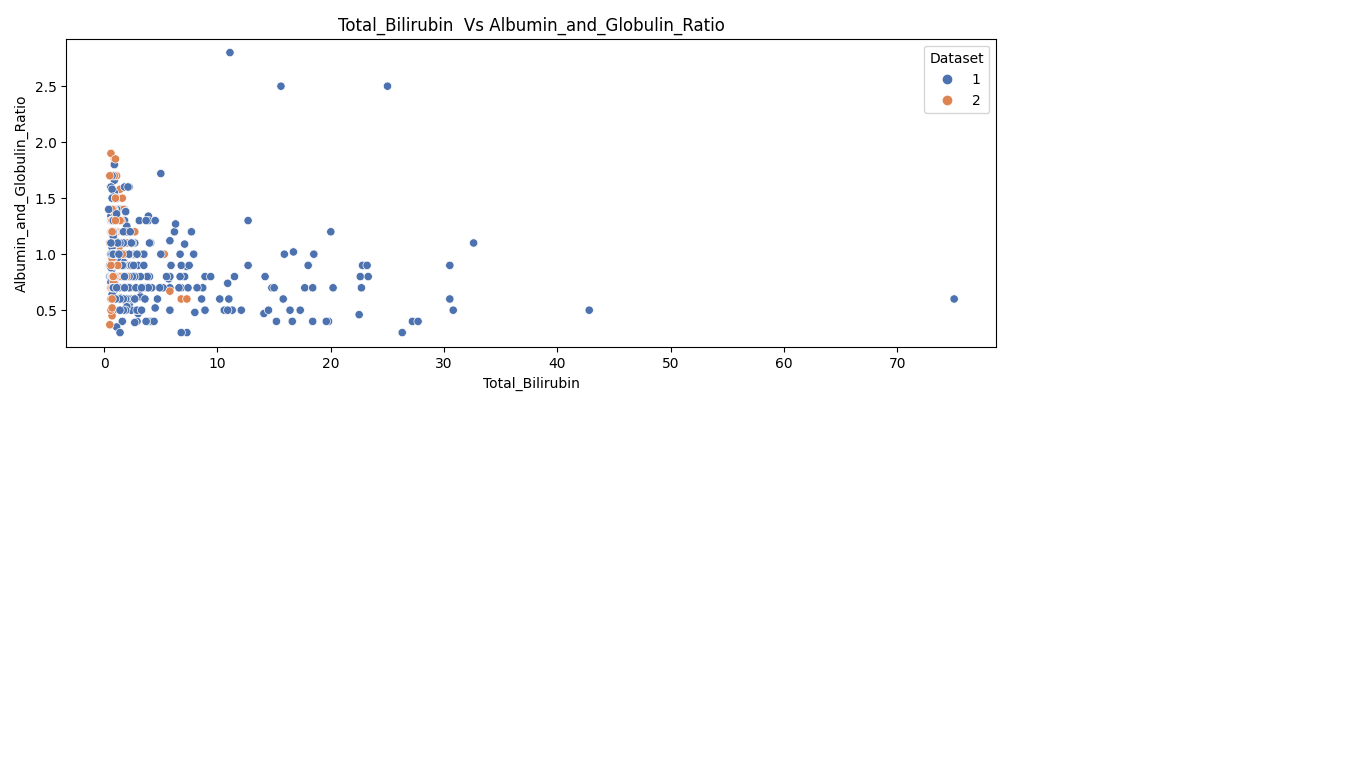 Total_Bilirubin  Vs Albumin_and_Globulin_Ratio
Albumin_and_Globulin_Ratio
2.5
2.0
1.5
1.0
0.5
Dataset
1
2
0 10 20 30 40 50 60 70
Total_Bilirubin